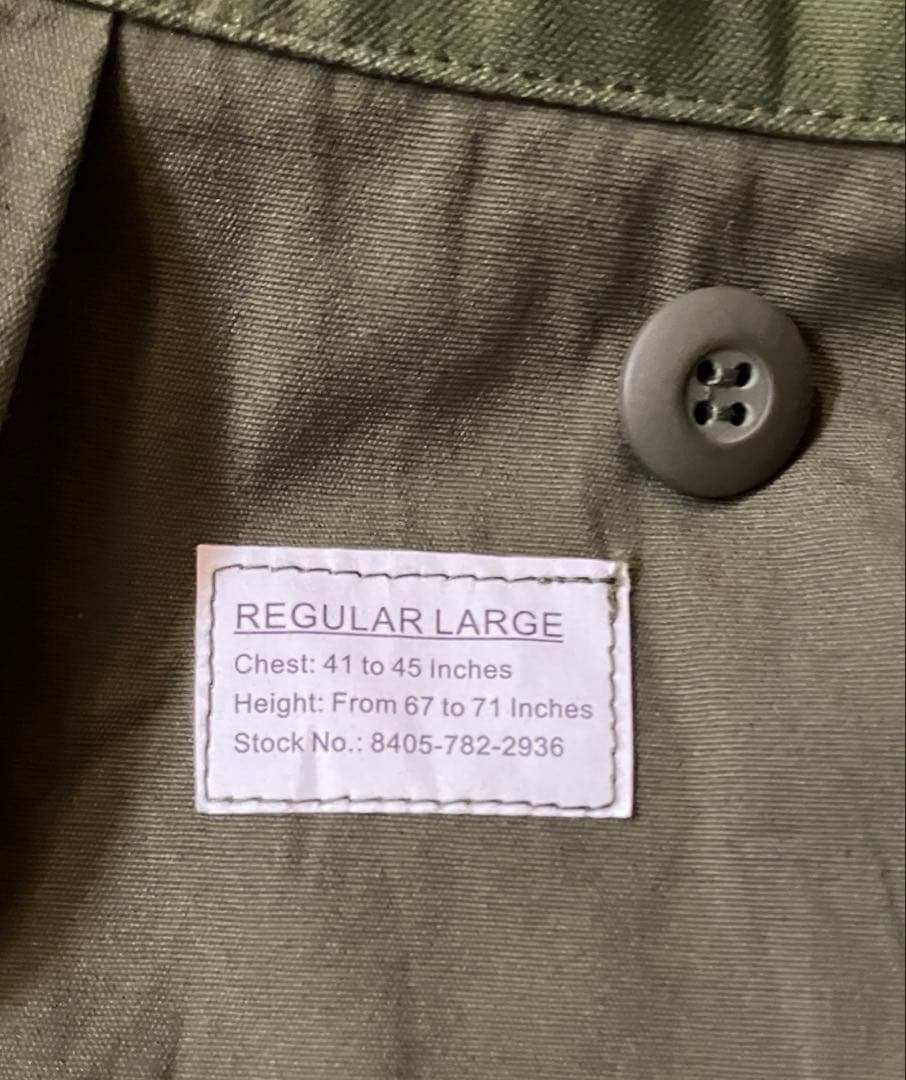 REGULAR LARGE
Chest: 41 to 45 Inches
Height: From 67 to 71 Inches
Stock No.: 8405-782-2936